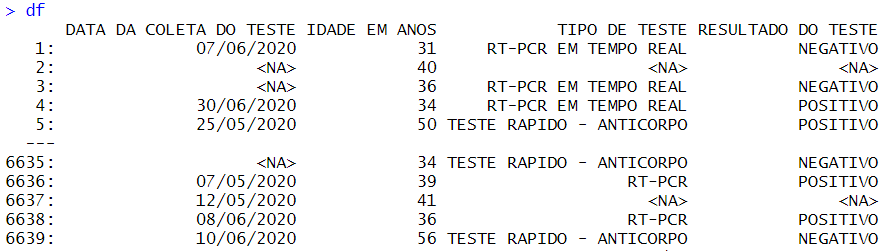 > df
DATA DA COLETA DO TESTE IDADE EM ANOS TIPO DE TESTE RESULTADO DO TESTE
1: 07/06/2020 31 RT-PCR EM TEMPO REAL NEGATIVO
2: <NA> 40 <NA> <NA>
3: <NA> 36 RT-PCR EM TEMPO REAL NEGATIVO
4: 30/06/2020 34 RT-PCR EM TEMPO REAL POSITIVO
5: 25/05/2020 50 TESTE RAPIDO - ANTICORPO POSITIVO
---
6635: <NA> 34 TESTE RAPIDO - ANTICORPO NEGATIVO
6636: 07/05/2020 39 RT-PCR POSITIVO
6637: 12/05/2020 41 <NA> <NA>
6638: 08/06/2020 36 RT-PCR POSITIVO
6639: 10/06/2020 56 TESTE RAPIDO - ANTICORPO NEGATIVO